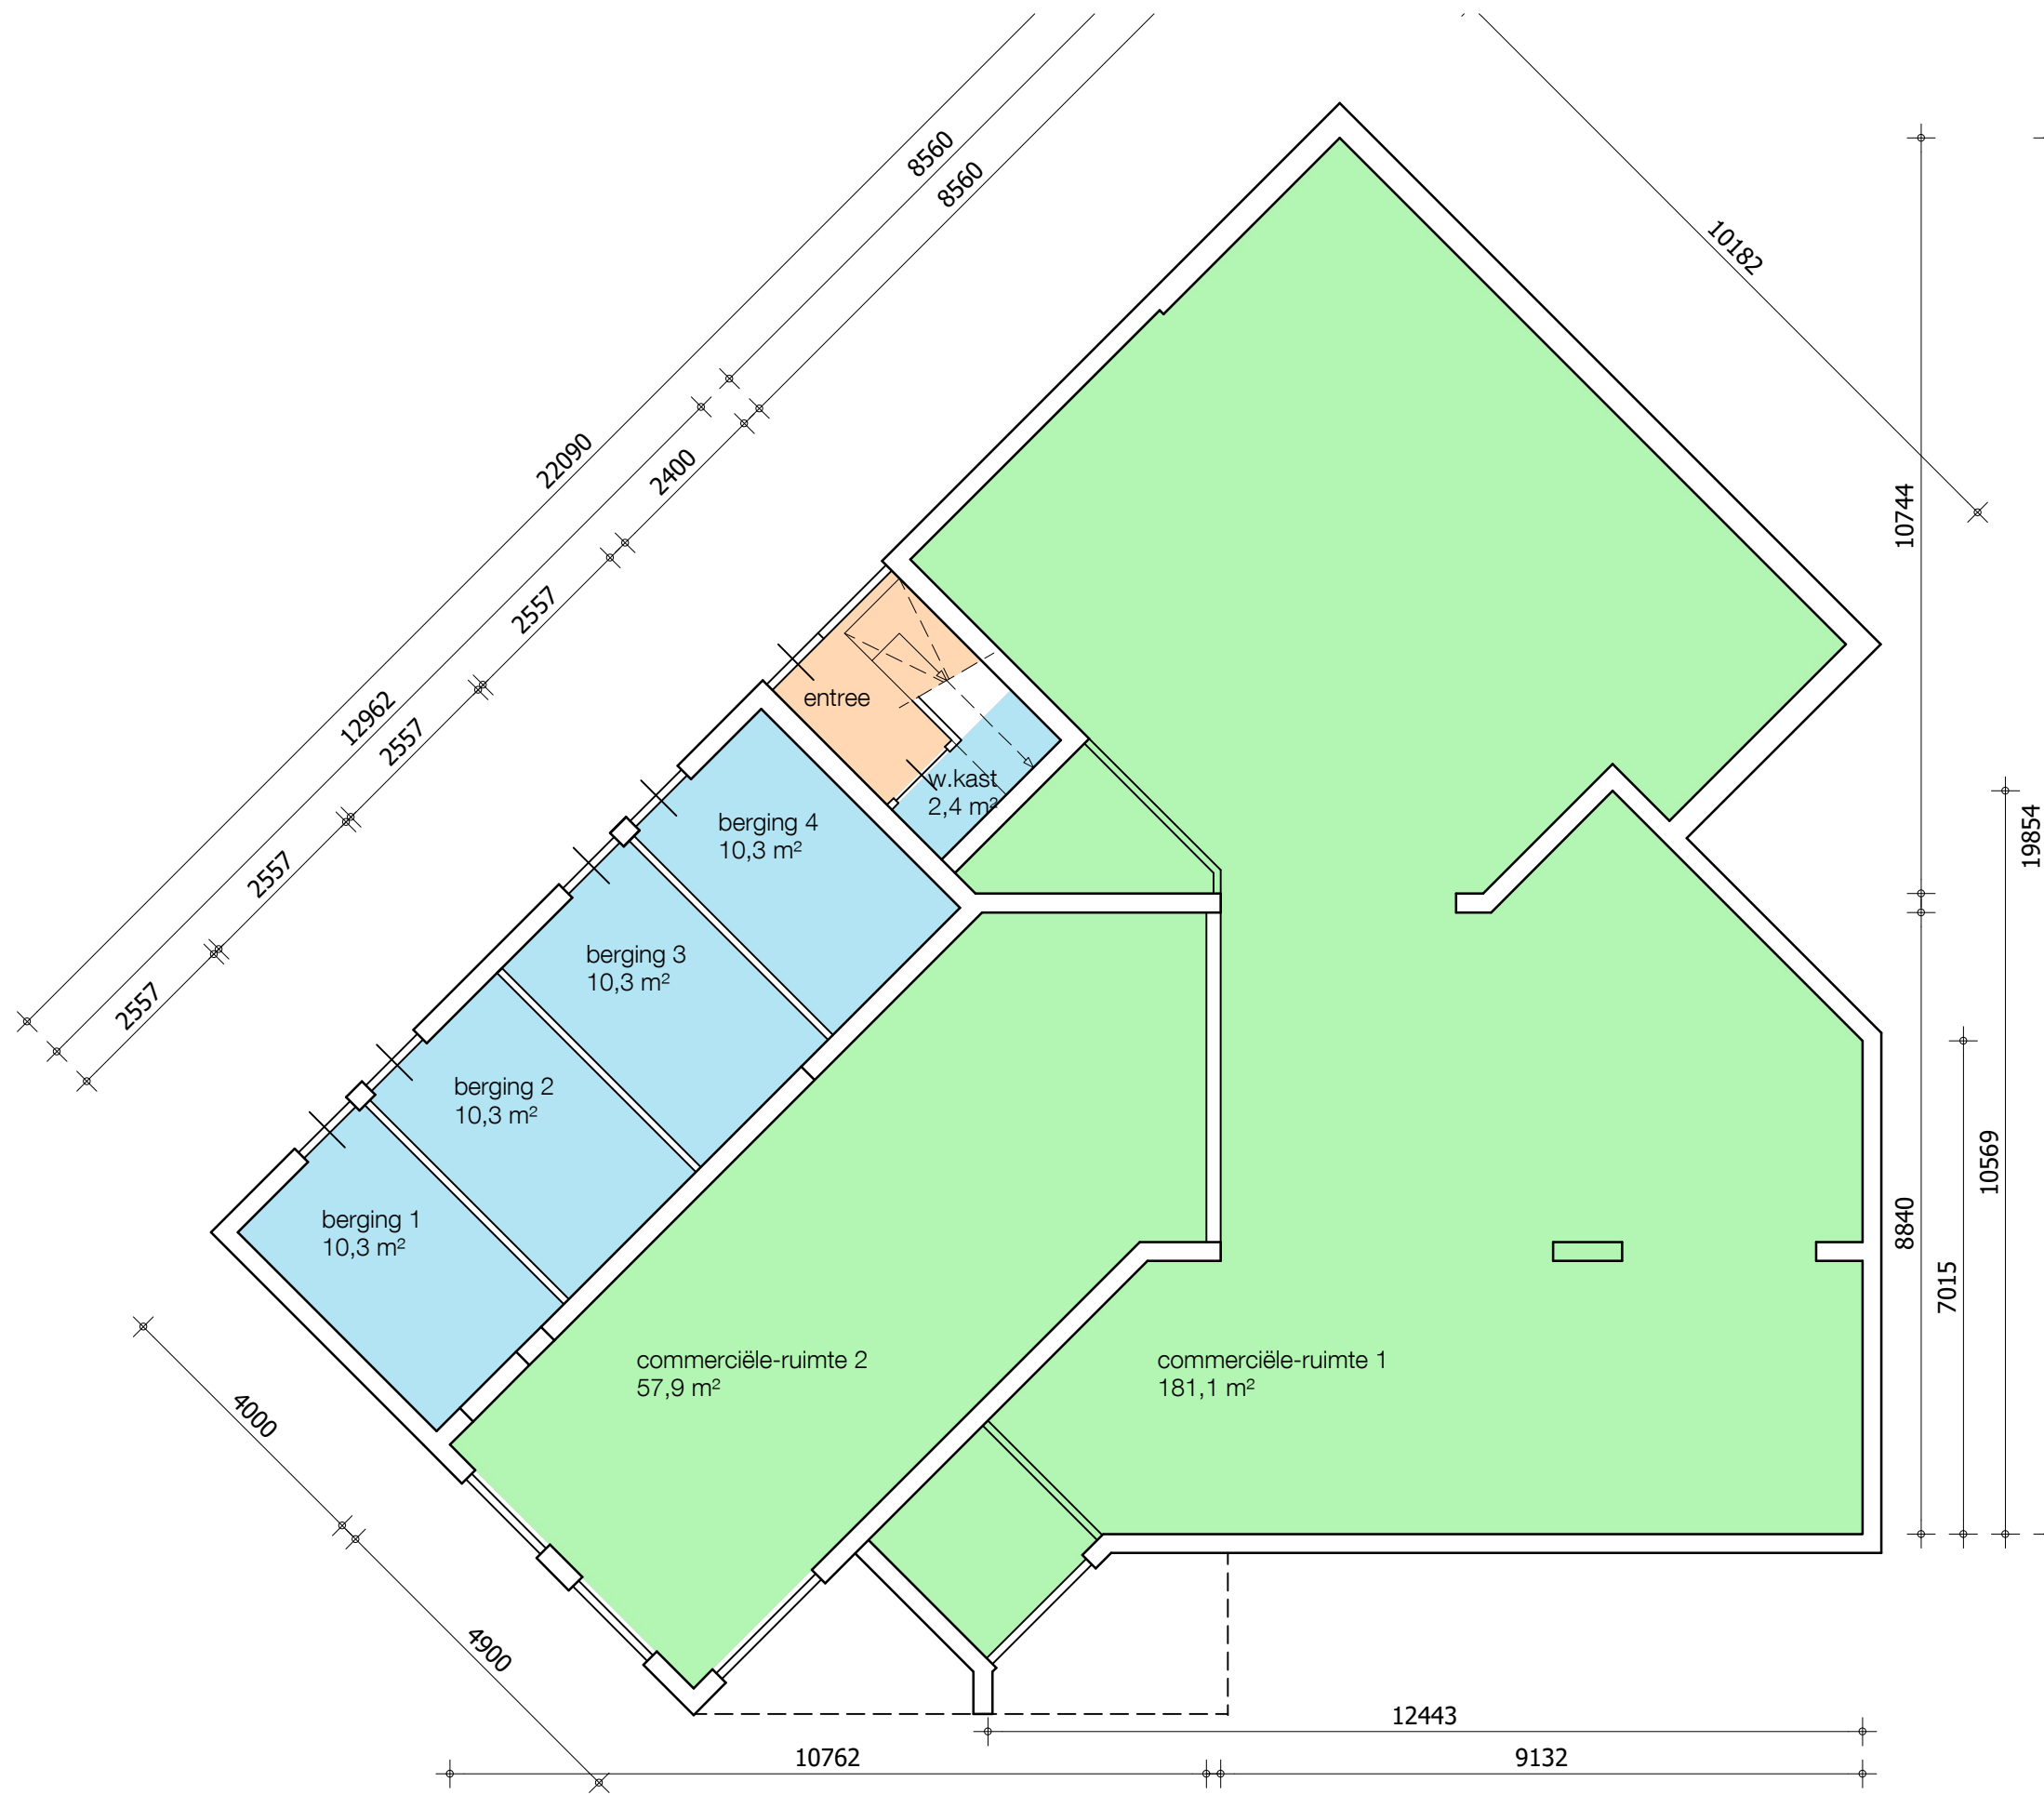 8560
8560
10182
22090
2400
10744
2557
entree
12962
2557
w.kast
2,4 m²
berging 4
10,3 m²
19854
2557
berging 3
10,3 m²
2557
berging 2
10,3 m²
10569
berging 1
10,3 m²
8840
7015
commerciële-ruimte 2
57,9 m²
commerciële-ruimte 1
181,1 m²
4000
4900
12443
10762
9132